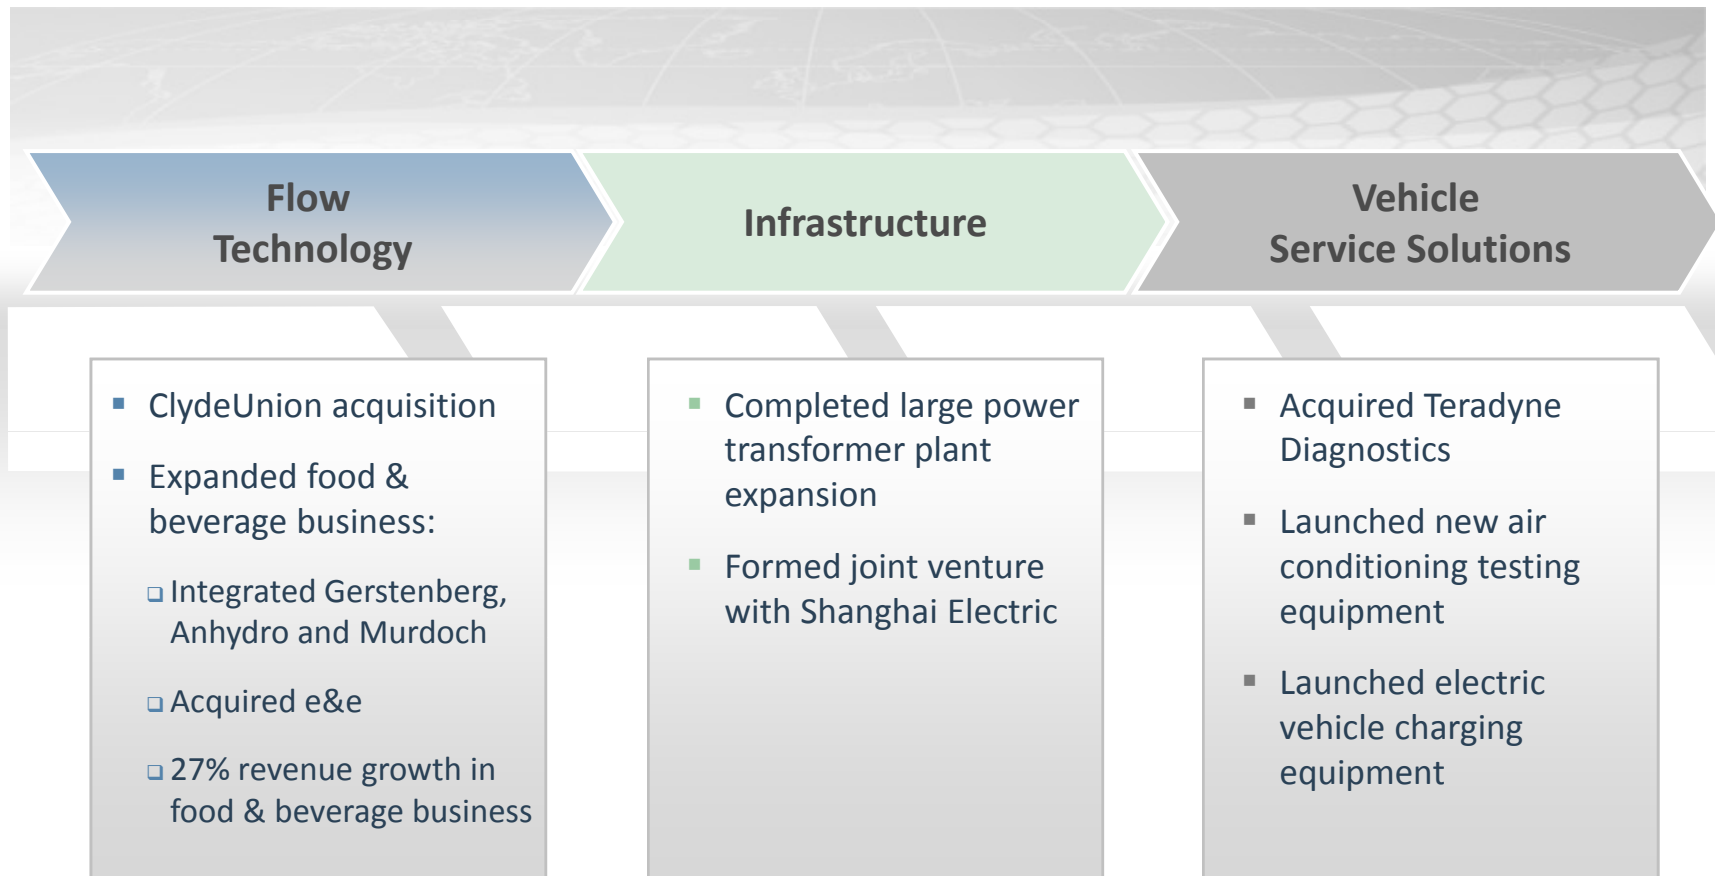 Flow
Technology
Infrastructure
Vehicle
Service Solutions
▪ ClydeUnion acquisition
▪ Expanded food &
beverage business:
❑ Integrated Gerstenberg,
Anhydro and Murdoch
❑ Acquired e&e
❑ 27% revenue growth in
food & beverage business
▪ Completed large power
transformer plant
expansion
▪ Formed joint venture
with Shanghai Electric
▪ Acquired Teradyne
Diagnostics
▪ Launched new air
conditioning testing
equipment
▪ Launched electric
vehicle charging
equipment